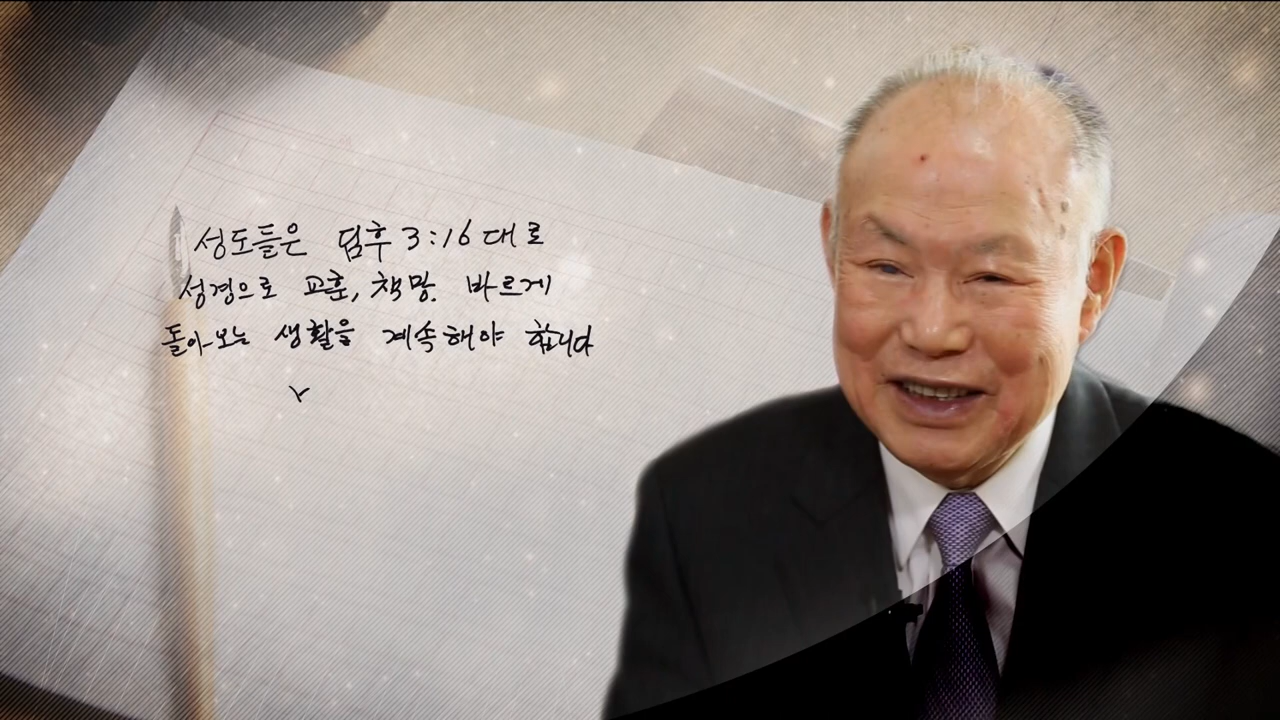 성도들은 딤후 3:16 대로
성경으로 교훈, 책망, 바르게
돌아보는 생활을 계속해야 합니다